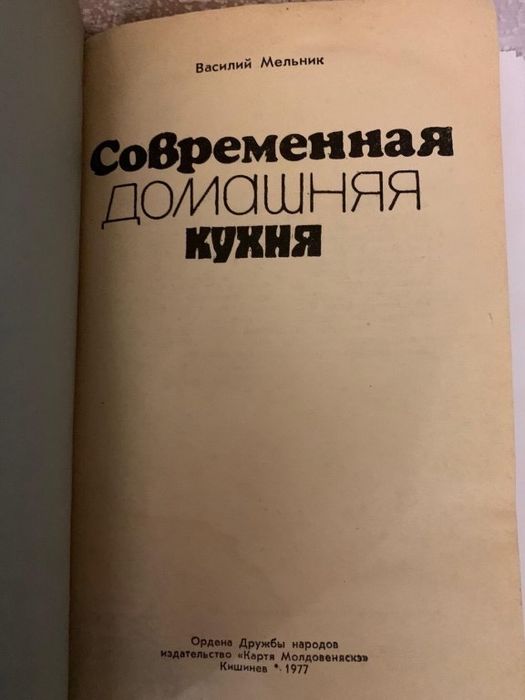 Василий Мельник
Современная
домашняя
кухня
Ордена Дружбы народов
издательство «Картя Молдовеняскэ»
Кишинев * 1977